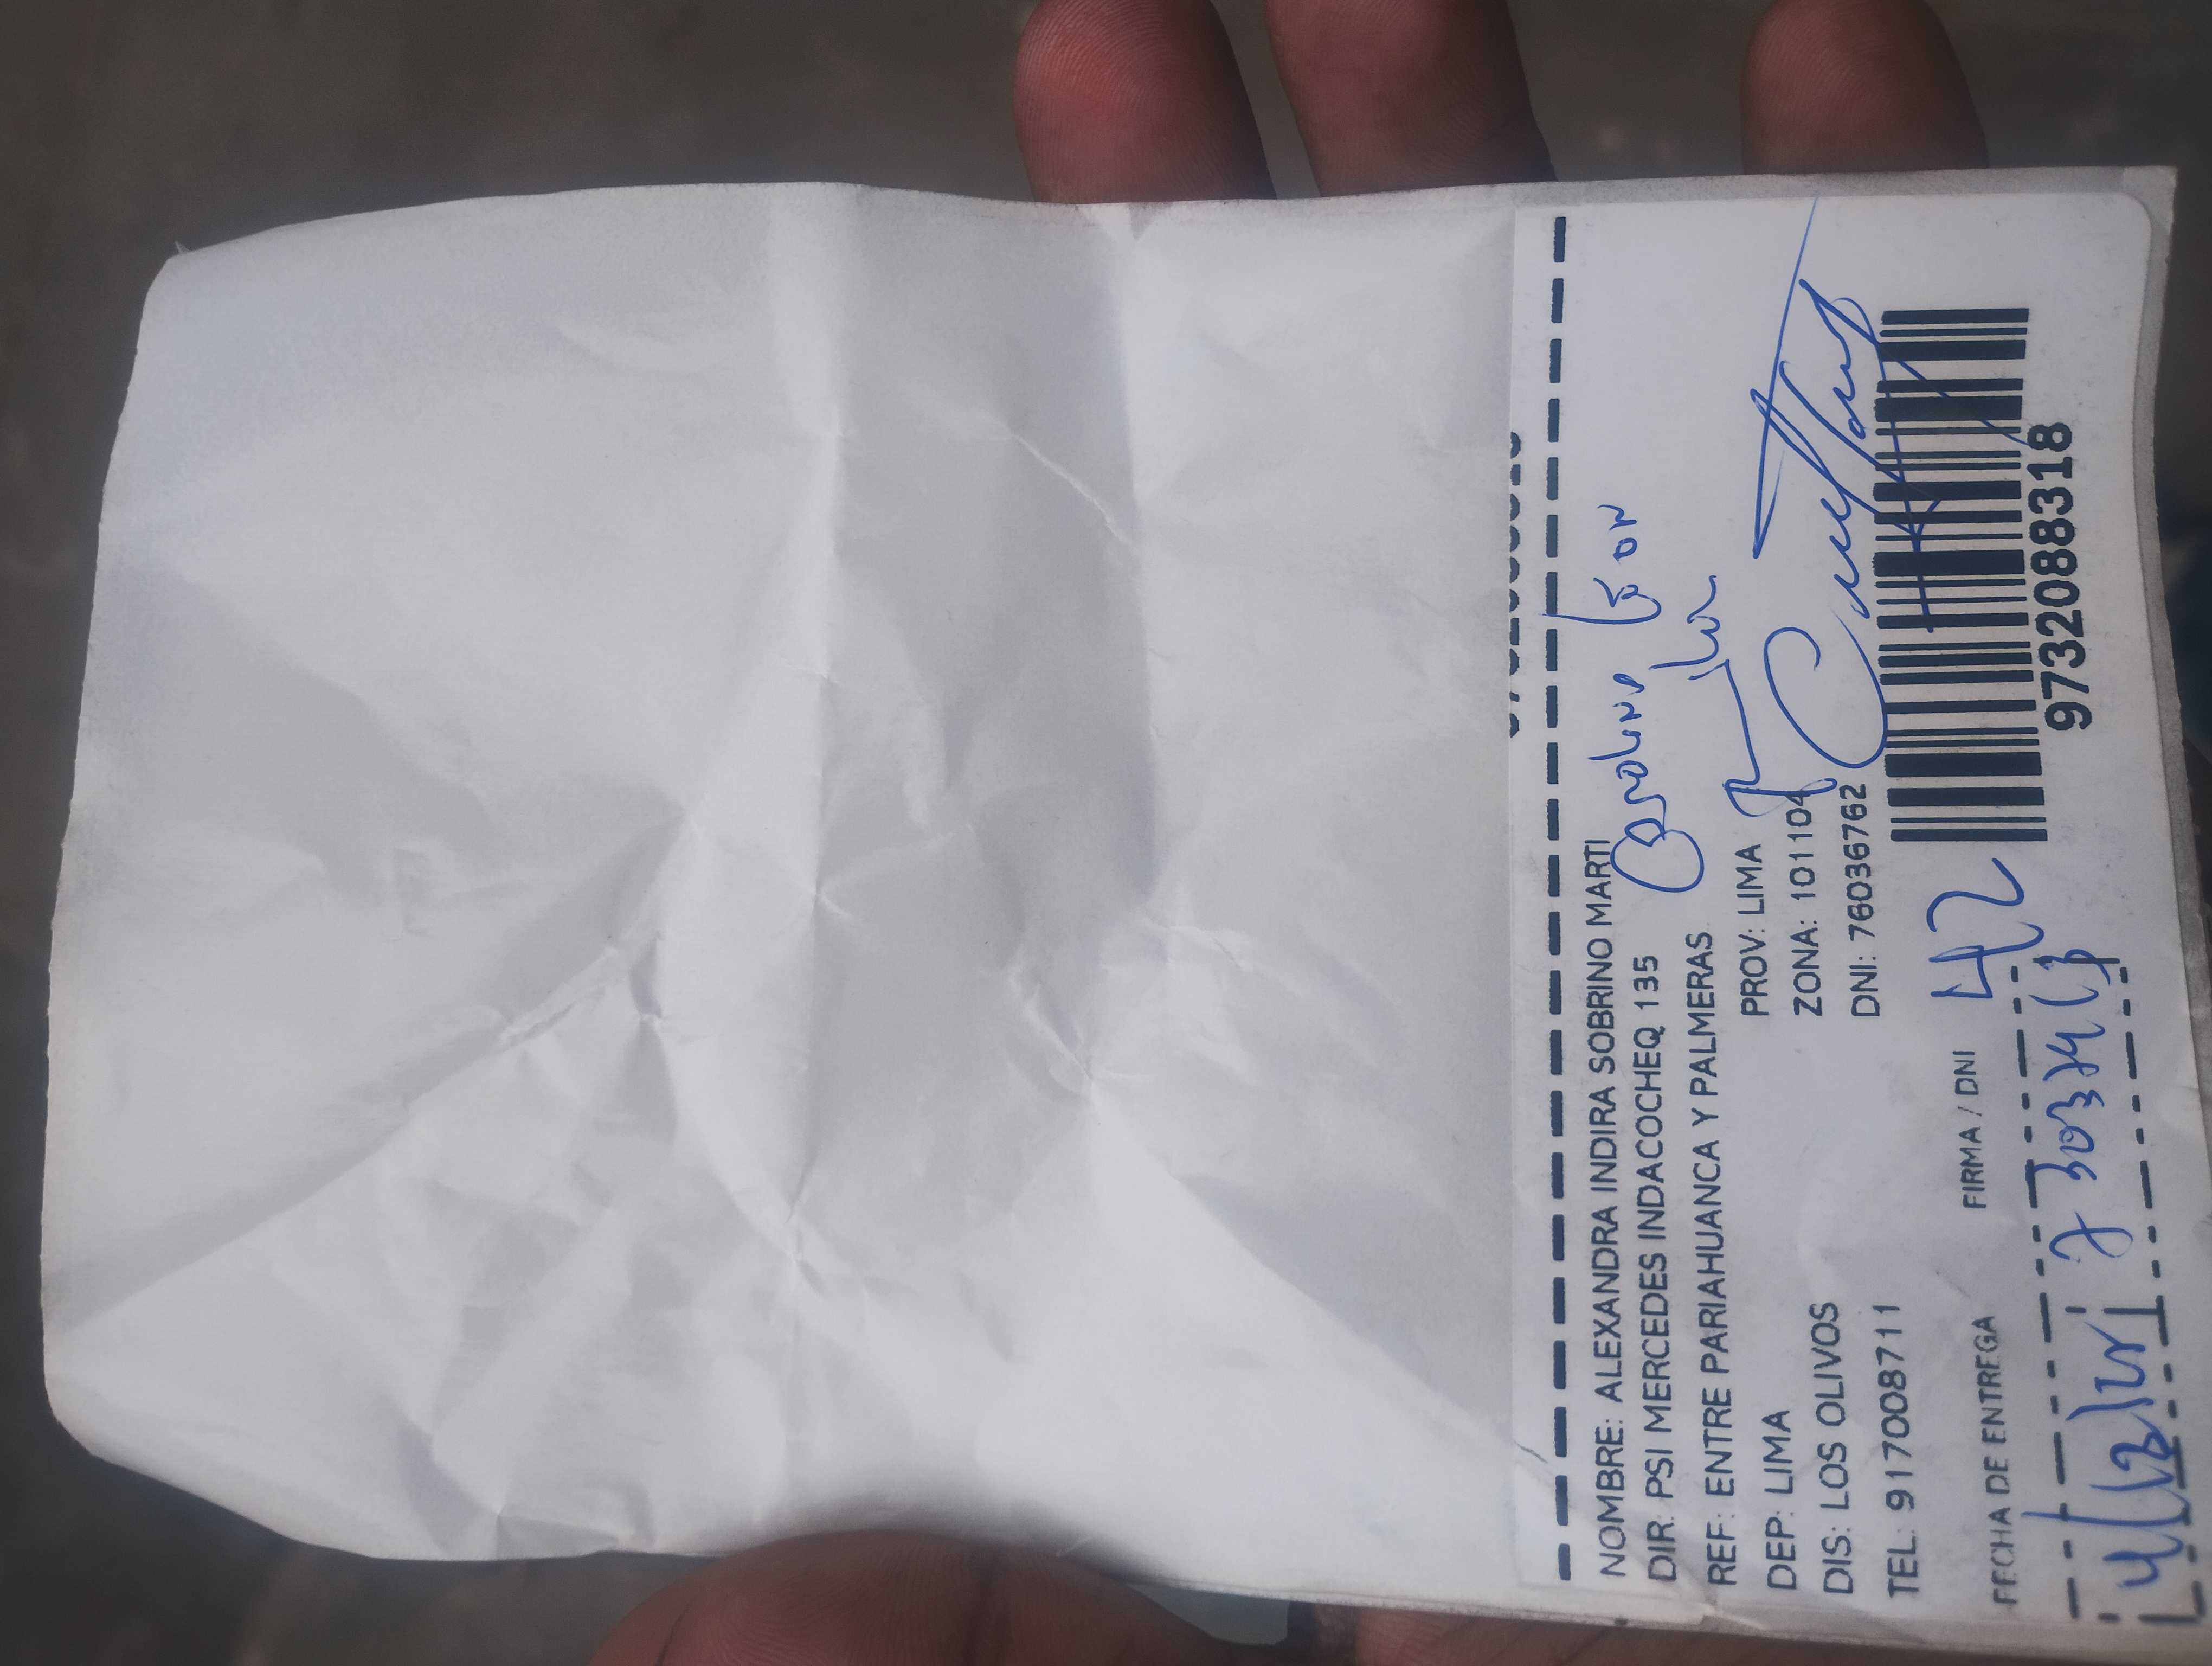 NOMBRE: ALEXANDRA INDIRA SOBRINO MARTI
DIR: PSI MERCEDES INDACOCHEQ 135
REF: ENTRE PARIAHUANCA Y PALMERAS
DEP: LIMA PROV: LIMA
DIS: LOS OLIVOS ZONA: 101104
TEL: 917008711 DNI: 76036762
FECHA DE ENTREGA FIRMA / DNI
42
9732088318